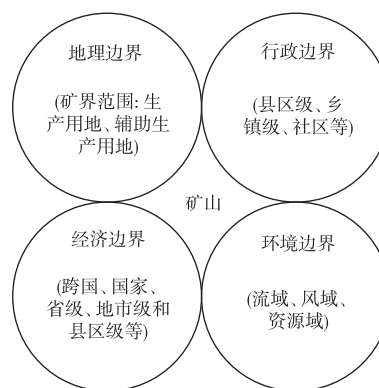 地理边界
(矿界范围: 生
产用地、辅助生
产用地)
行政边界
(县区级、乡
镇级、社区等)
矿山
经济边界
(跨国、国家、
省级、地市级和
县区级等)
环境边界
(流域、风域、
资源域)